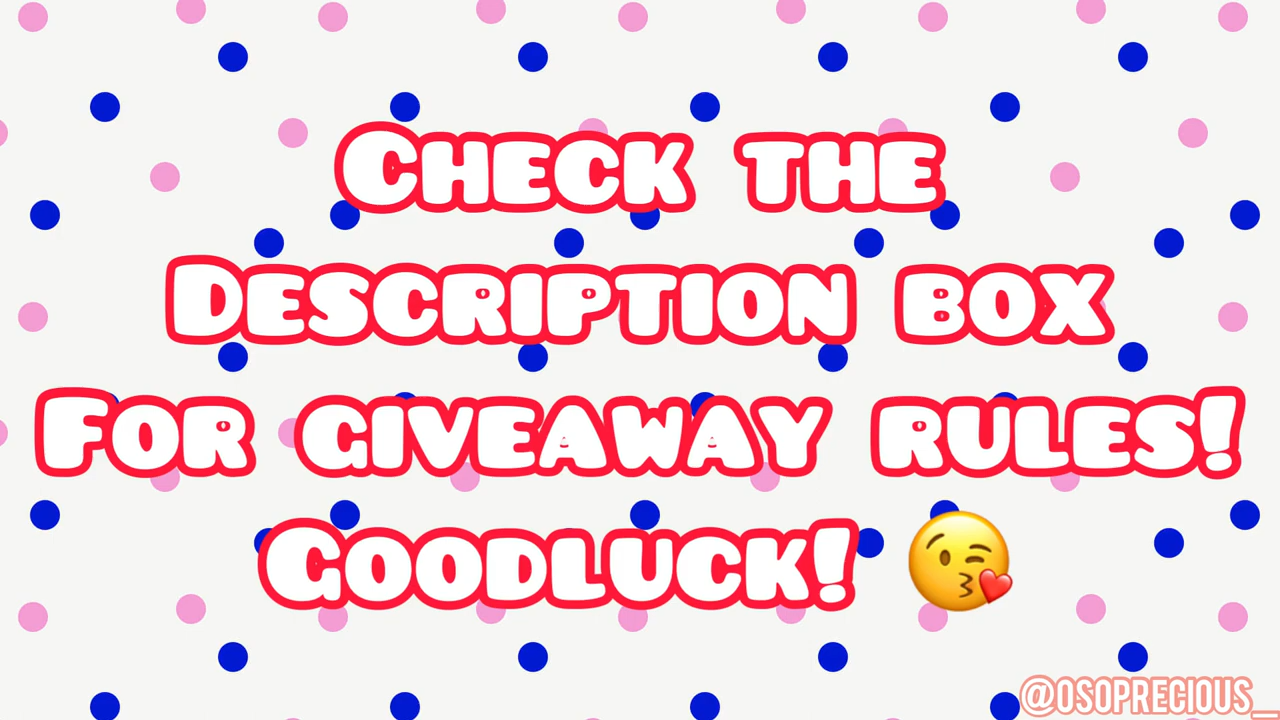 Check the
Description box
For giveaway rules!
Goodluck! 😘
@OSOPRECIOUS_